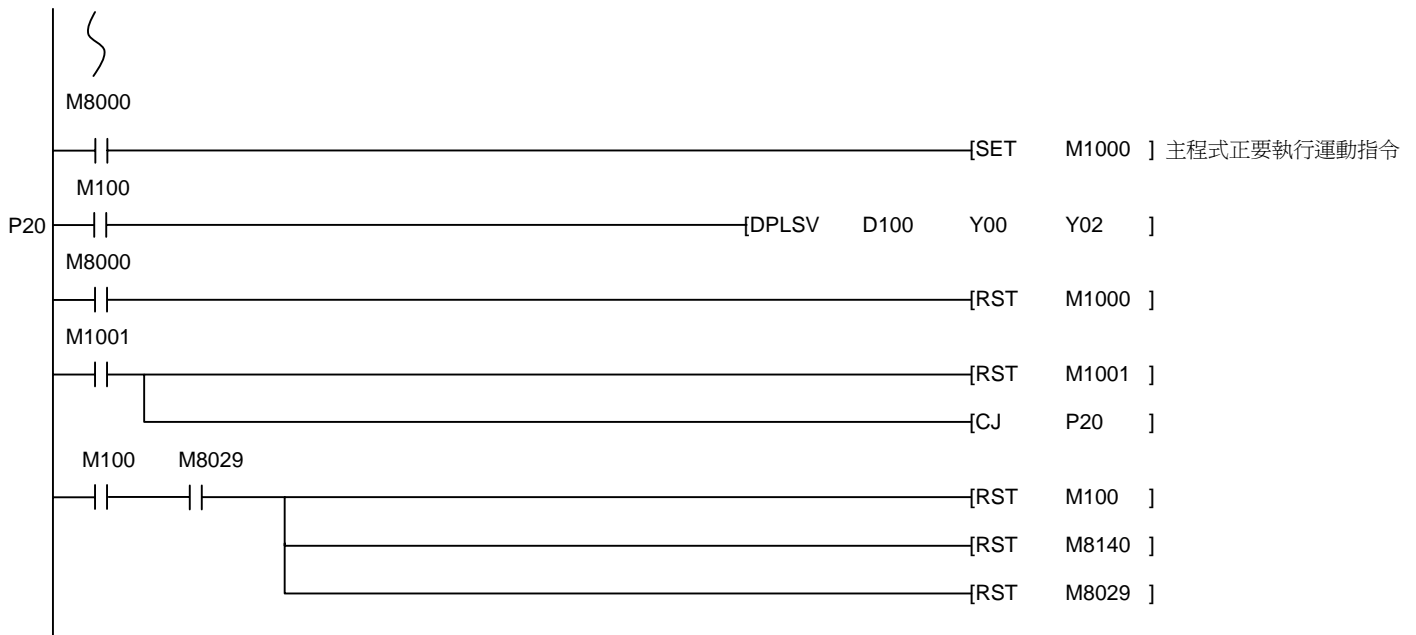 M8000
[SET M1000 ] 主程式正要執行運動指令
M100
P20 [DPLSV D100 Y00 Y02 ]
M8000
[RST M1000 ]
M1001
[RST M1001 ]
[CJ P20 ]
M100 M8029
[RST M100 ]
[RST M8140 ]
[RST M8029 ]